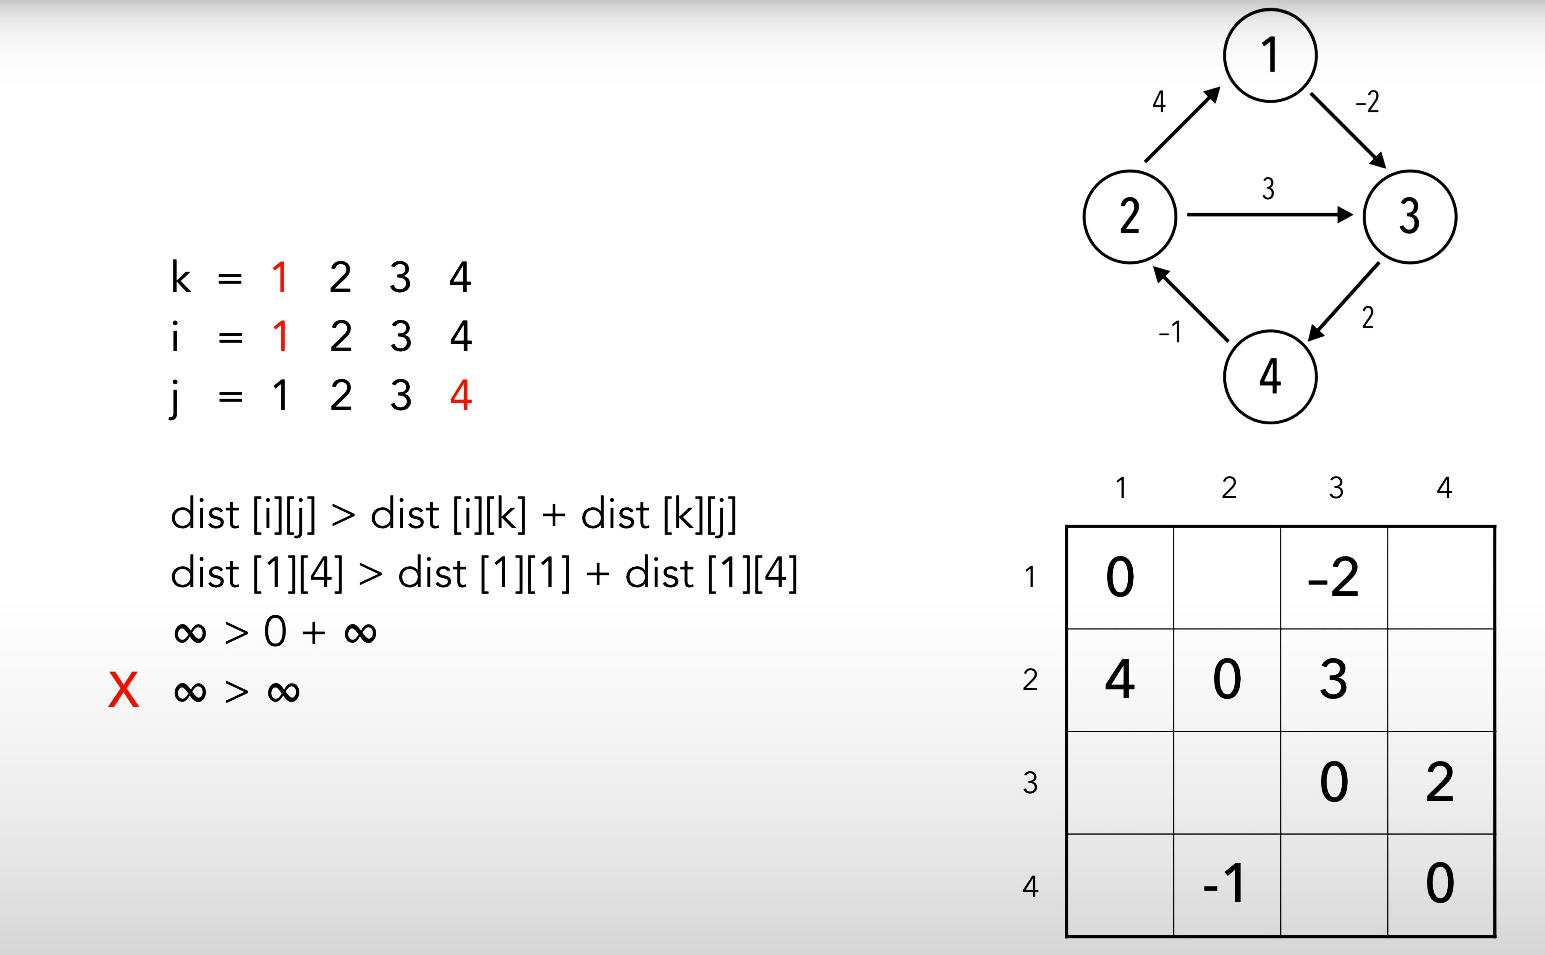 k = 1 2 3 4
i = 1 2 3 4
j = 1 2 3 4
dist [i][j] > dist [i][k] + dist [k][j]
dist [1][4] > dist [1][1] + dist [1][4]
∞ > 0 + ∞
X ∞ > ∞
1
4 –2
3
2 3
–1 2
4
1 2 3 4
1 0 –2
2 4 0 3
3 0 2
4 -1 0